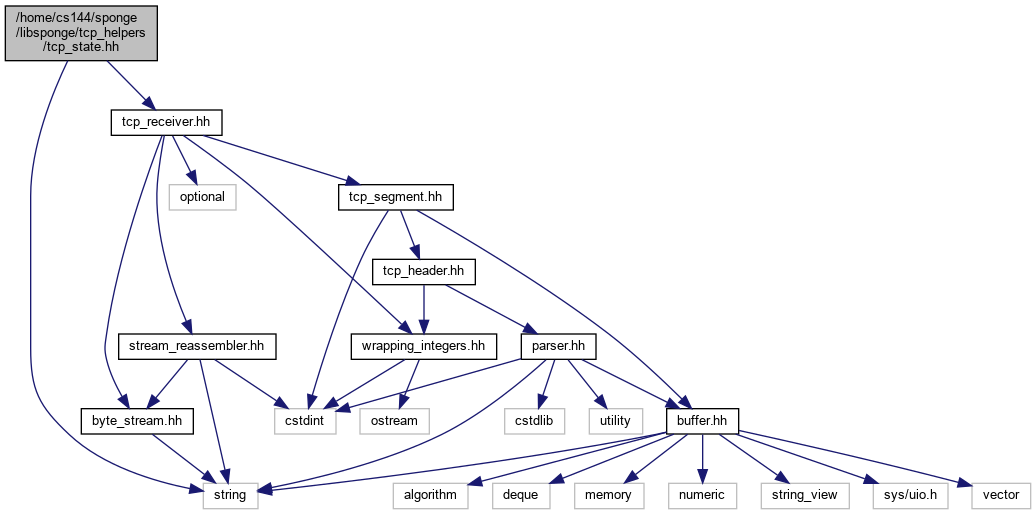 /home/cs144/sponge
/libsponge/tcp_helpers
/tcp_state.hh
tcp_receiver.hh
optional
tcp_segment.hh
tcp_header.hh
stream_reassembler.hh
wrapping_integers.hh
parser.hh
byte_stream.hh
cstdint
ostream
cstdlib
utility
buffer.hh
string
algorithm
deque
memory
numeric
string_view
sys/uio.h
vector